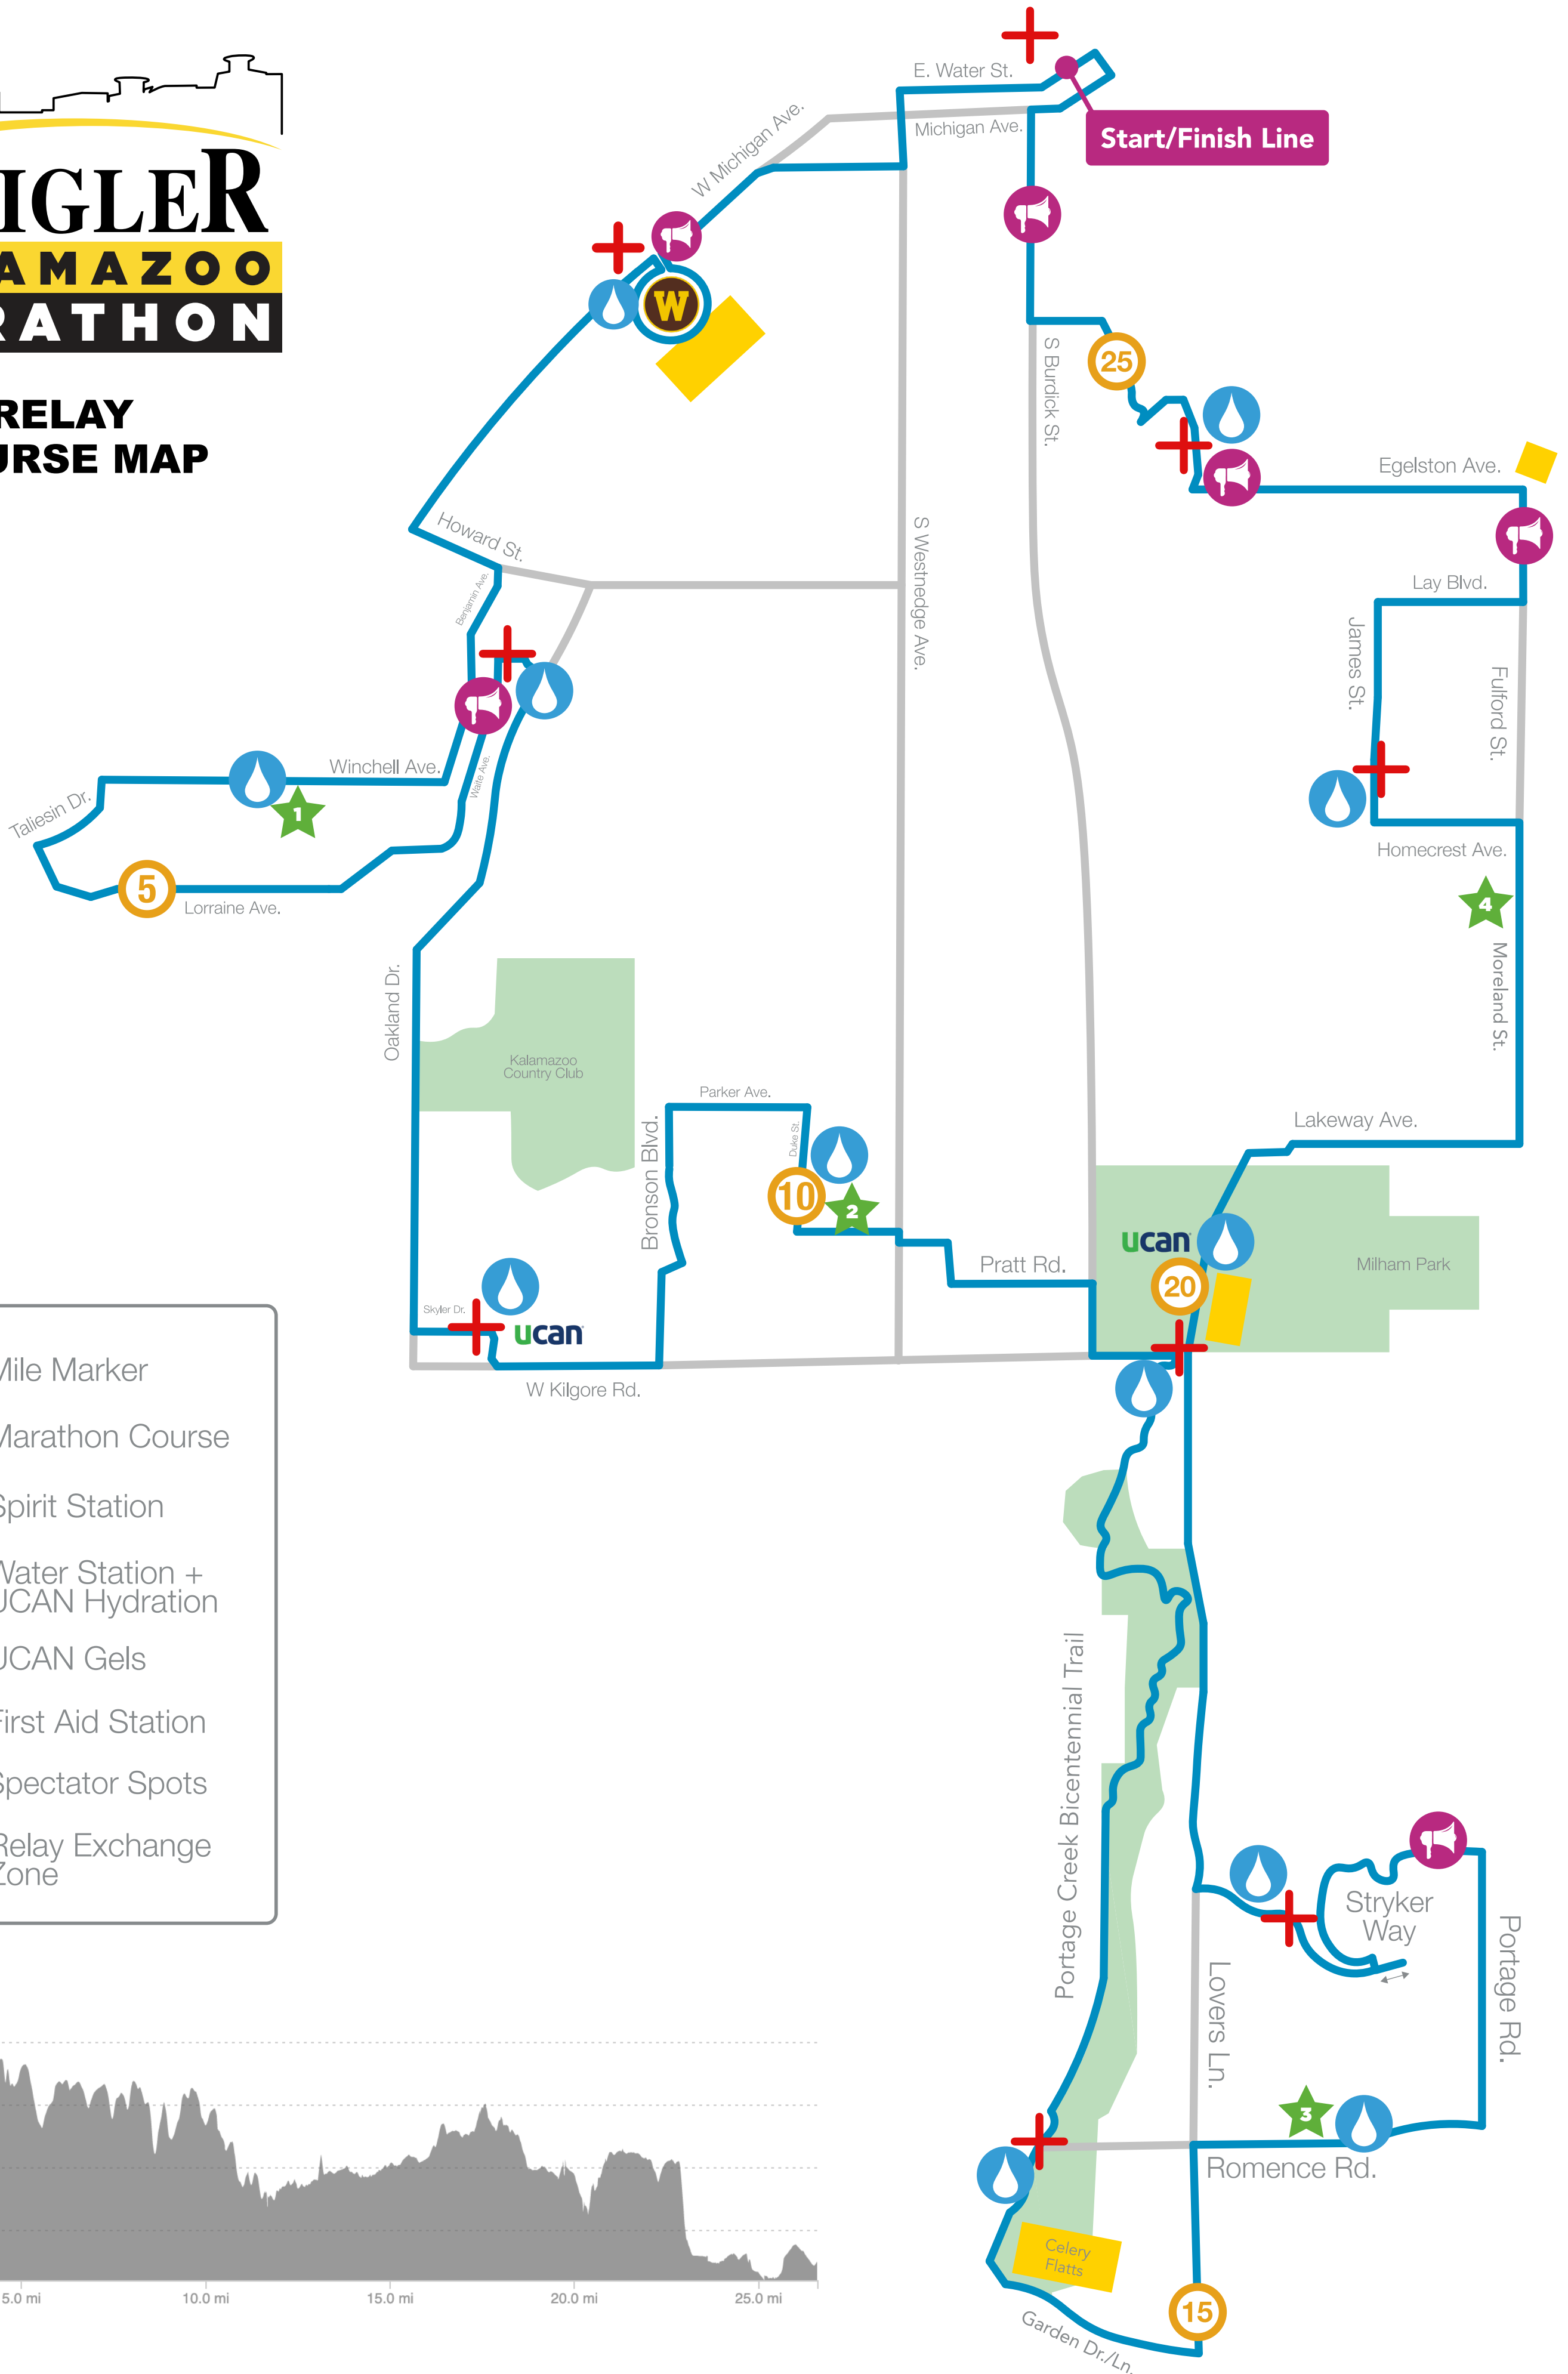 IGLER
AMAZOO
RATHON
RELAY
URSE MAP
E. Water St.
Michigan Ave.
W Michigan Ave.
Start/Finish Line
W
S Burdick St.
25
Egelston Ave.
Howard St.
Benjamin Ave.
S Westnedge Ave.
Lay Blvd.
James St.
Fulford St.
Winchell Ave.
Waite Ave.
1
Taliesin Dr.
5
Lorraine Ave.
Homecrest Ave.
4
Moreland St.
Oakland Dr.
Kalamazoo
Country Club
Parker Ave.
Bronson Blvd.
Duke St.
10
2
Lakeway Ave.
ucan
Pratt Rd.
Milham Park
20
Skyler Dr.
ucan
W Kilgore Rd.
Mile Marker
Marathon Course
Spirit Station
Water Station +
UCAN Hydration
UCAN Gels
First Aid Station
Spectator Spots
Relay Exchange
Zone
Portage Creek Bicentennial Trail
Stryker
Way
Portage Rd.
Lovers Ln.
3
Romence Rd.
Celery
Flatts
15
Garden Dr./Ln.
5.0 mi
10.0 mi
15.0 mi
20.0 mi
25.0 mi